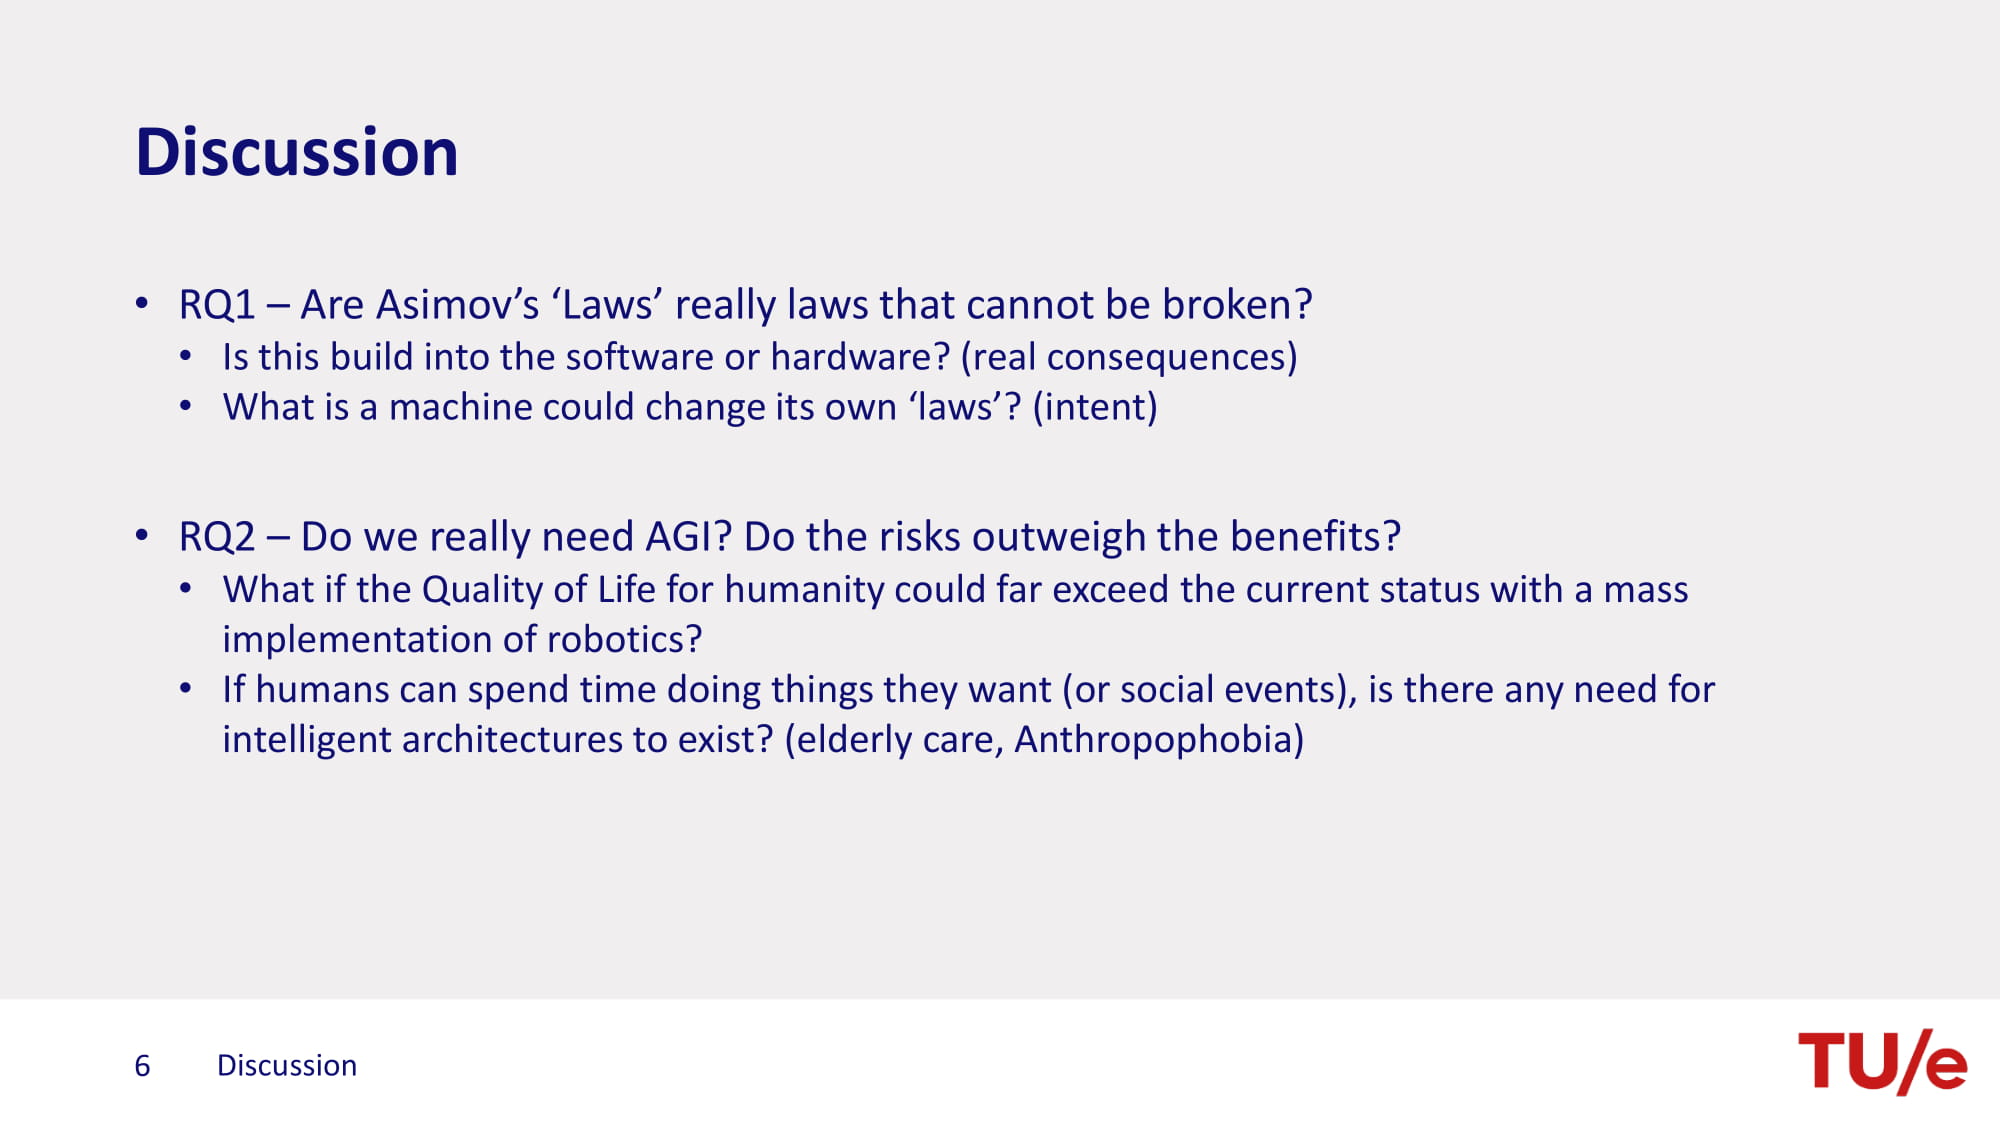 Discussion
• RQ1 – Are Asimov’s ‘Laws’ really laws that cannot be broken?
• Is this build into the software or hardware? (real consequences)
• What is a machine could change its own ‘laws’? (intent)
• RQ2 – Do we really need AGI? Do the risks outweigh the benefits?
• What if the Quality of Life for humanity could far exceed the current status with a mass
implementation of robotics?
• If humans can spend time doing things they want (or social events), is there any need for
intelligent architectures to exist? (elderly care, Anthropophobia)
6 Discussion
TU/e